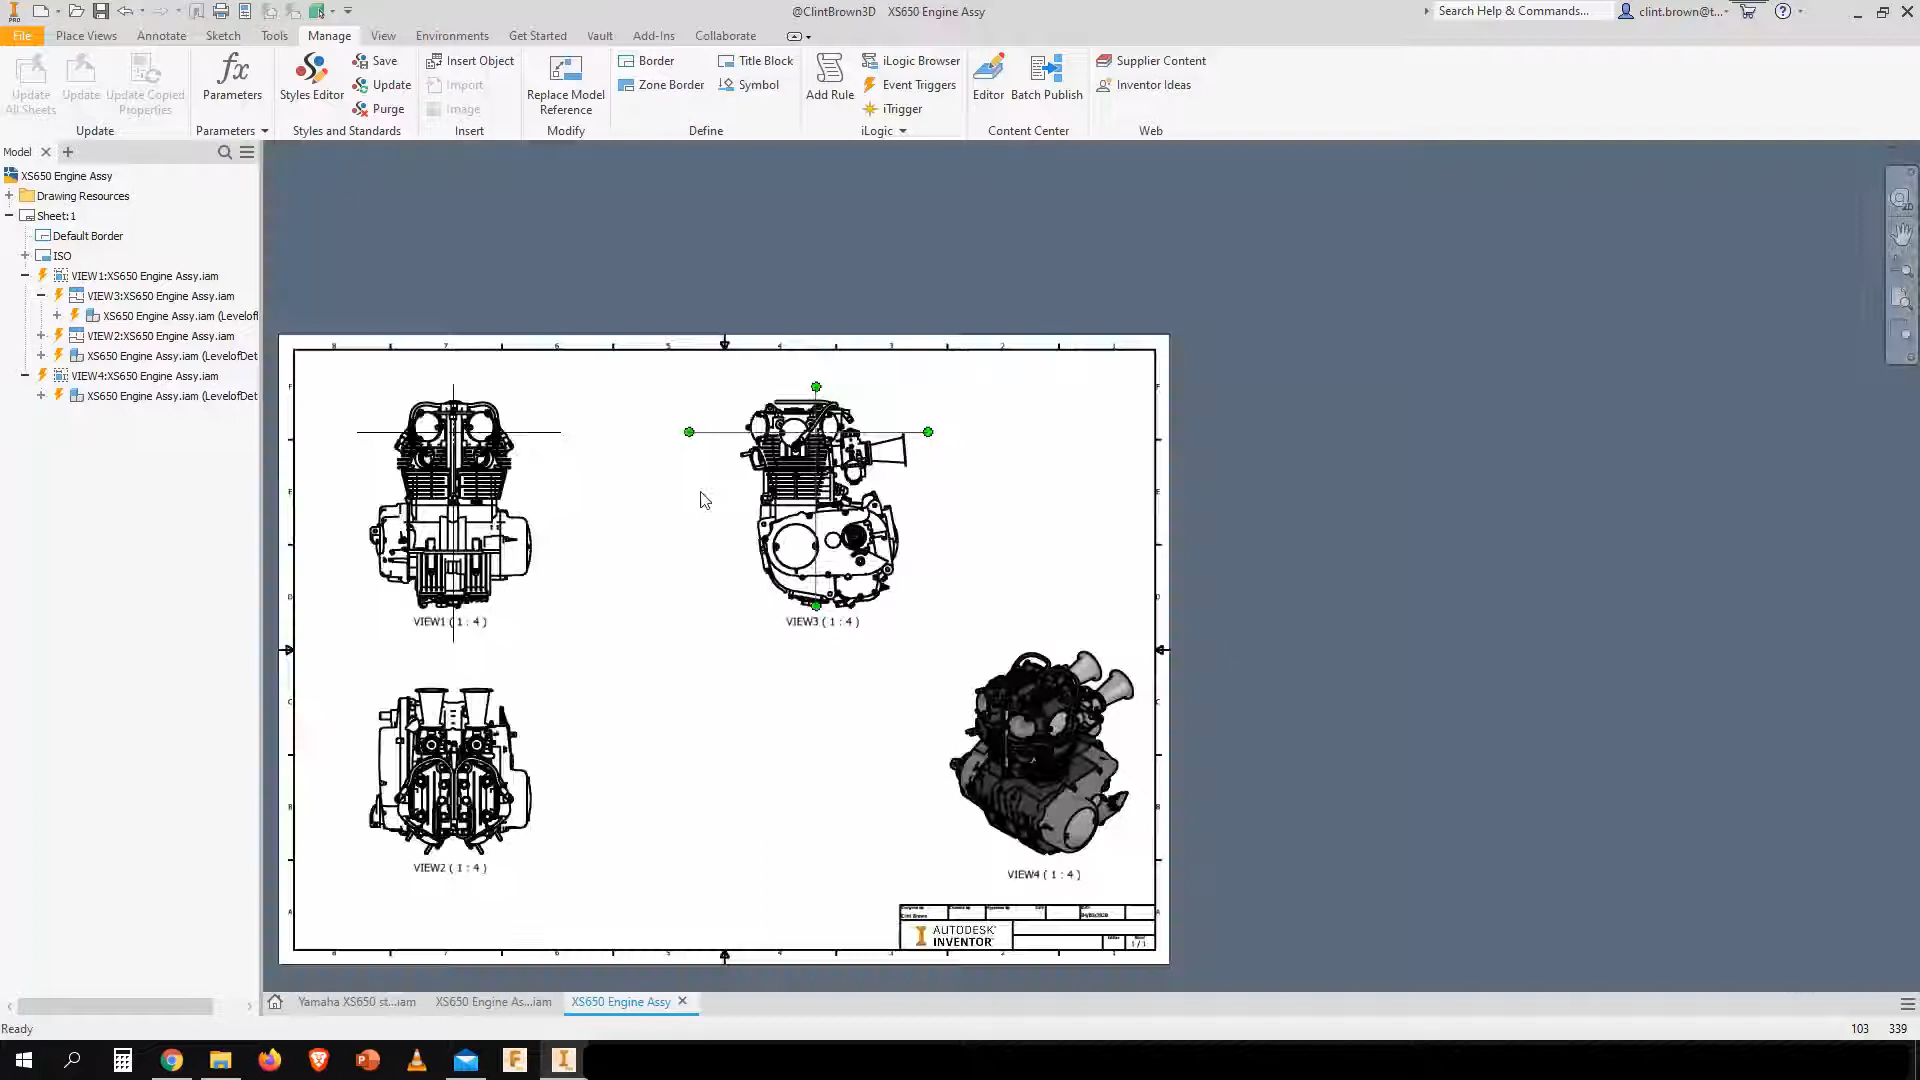 PRO
@ClintBrown3D XS650 Engine Assy
Search Help & Commands...
clint.brown@t...
File
Place Views
Annotate
Sketch
Tools
Manage
View
Environments
Get Started
Vault
Add-Ins
Collaborate
Update
All Sheets
Update
Update Copied
Properties
Update
fx
Parameters
Parameters
Styles Editor
Save
Update
Purge
Styles and Standards
Insert Object
Import
Image
Insert
Replace Model
Reference
Modify
Border
Zone Border
Title Block
Symbol
Define
Add Rule
iLogic Browser
Event Triggers
iTrigger
iLogic
Editor
Batch Publish
Content Center
Supplier Content
Inventor Ideas
Web
Model
XS650 Engine Assy
Drawing Resources
Sheet:1
Default Border
ISO
VIEW1:XS650 Engine Assy.iam
VIEW3:XS650 Engine Assy.iam
XS650 Engine Assy.iam (Levelof
VIEW2:XS650 Engine Assy.iam
XS650 Engine Assy.iam (LevelofDet
VIEW4:XS650 Engine Assy.iam
XS650 Engine Assy.iam (LevelofDet
VIEW1 ( 1 : 4 )
VIEW3 ( 1 : 4 )
VIEW2 ( 1 : 4 )
VIEW4 ( 1 : 4 )
Clint Brown
AUTODESK
INVENTOR
1 / 1
Yamaha XS650 st...iam
XS650 Engine As...iam
XS650 Engine Assy
Ready
103 339